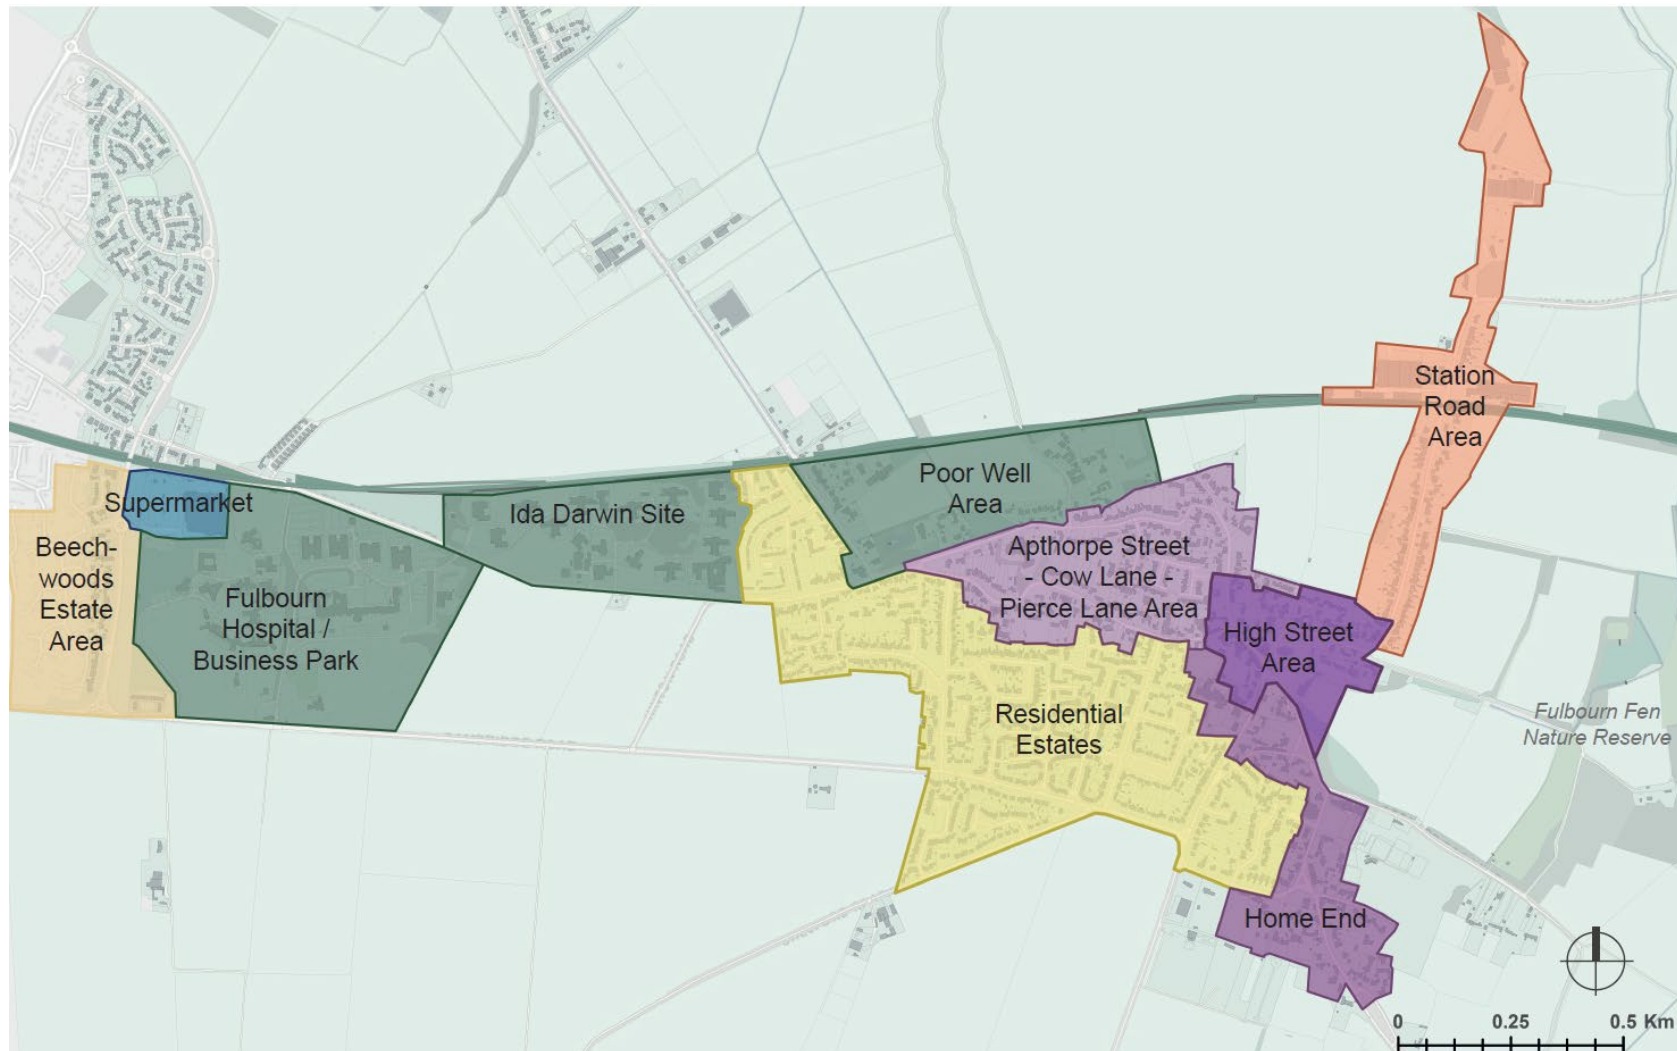 Station
Road
Area
Poor Well
Area
Supermarket
Ida Darwin Site
Beech-
woods
Estate
Area
Apthorpe Street
- Cow Lane -
Pierce Lane Area
Fulbourn
Hospital /
Business Park
High Street
Area
Residential
Estates
Fulbourn Fen
Nature Reserve
Home End
0 0.25 0.5 Km